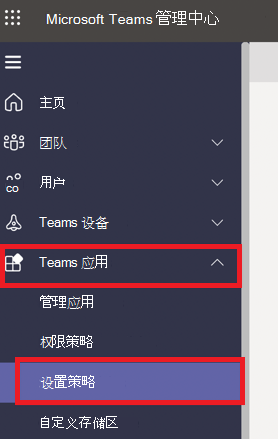 Microsoft Teams 管理中心
主页
团队
用户
CO
Teams 设备
Teams 应用
管理应用
权限策略
设置策略
自定义存储区